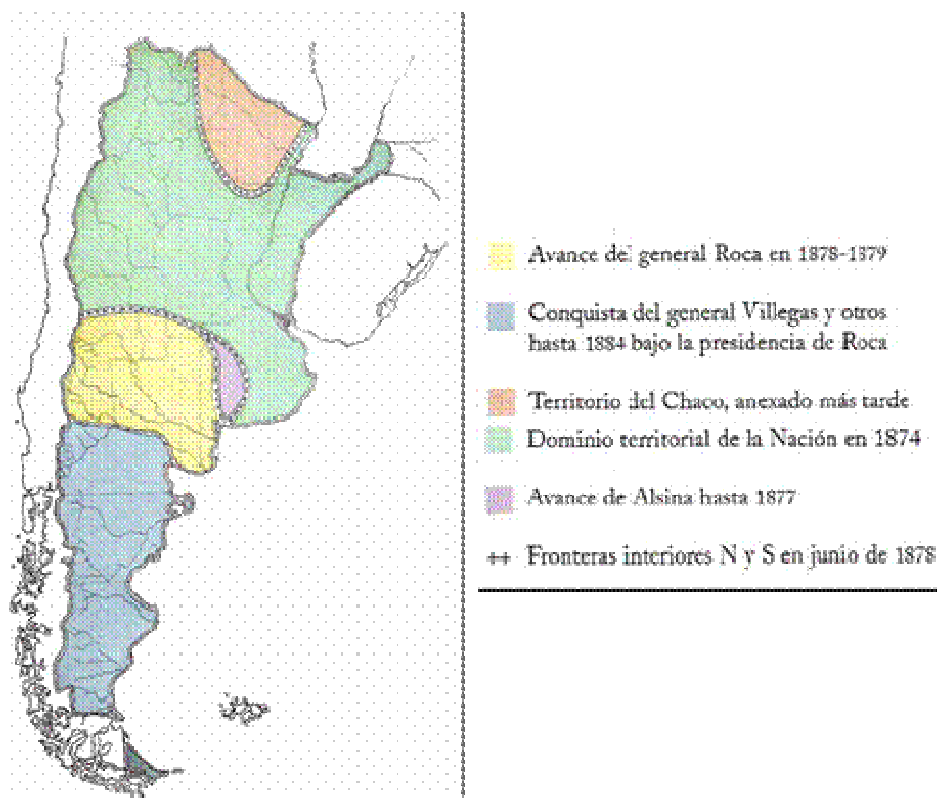 Avance del general Roca en 1878-1879
Conquista del general Villegas y otros
hasta 1884 bajo la presidencia de Roca
Territorio del Chaco, anexado más tarde
Dominio territorial de la Nación en 1874
Avance de Alsina hasta 1877
Fronteras interiores N y S en junio de 1878